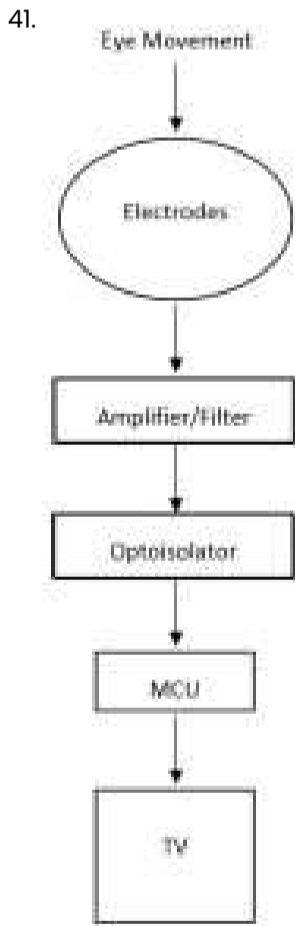 41.
Eye Movement
Electrodes
Amplifier/Filter
Optoisolator
MCU
TV